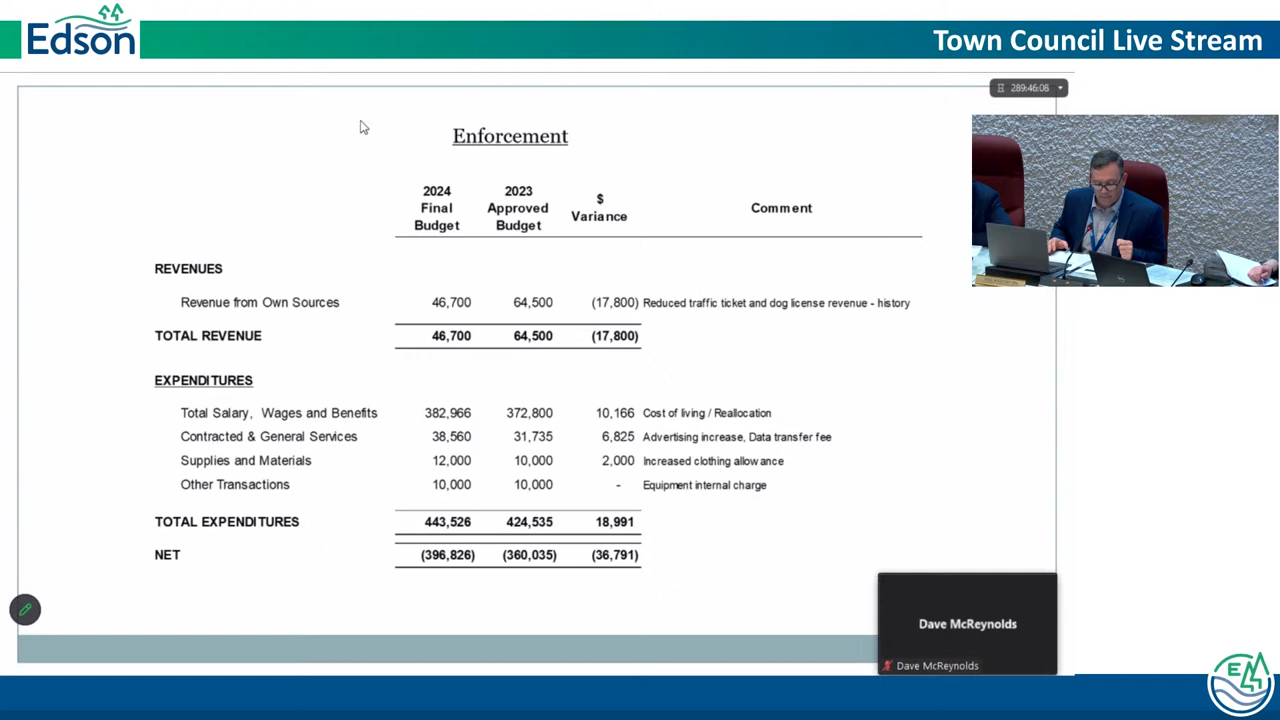 Edson
Town Council Live Stream
289:46:08
Enforcement
2024 Final Budget 2023 Approved Budget $ Variance Comment
REVENUES
Revenue from Own Sources 46,700 64,500 (17,800) Reduced traffic ticket and dog license revenue - history
TOTAL REVENUE 46,700 64,500 (17,800)
EXPENDITURES
Total Salary, Wages and Benefits 382,966 372,800 10,166 Cost of living / Reallocation
Contracted & General Services 38,560 31,735 6,825 Advertising increase, Data transfer fee
Supplies and Materials 12,000 10,000 2,000 Increased clothing allowance
Other Transactions 10,000 10,000 - Equipment internal charge
TOTAL EXPENDITURES 443,526 424,535 18,991
NET (396,826) (360,035) (36,791)
Dave McReynolds
Dave McReynolds